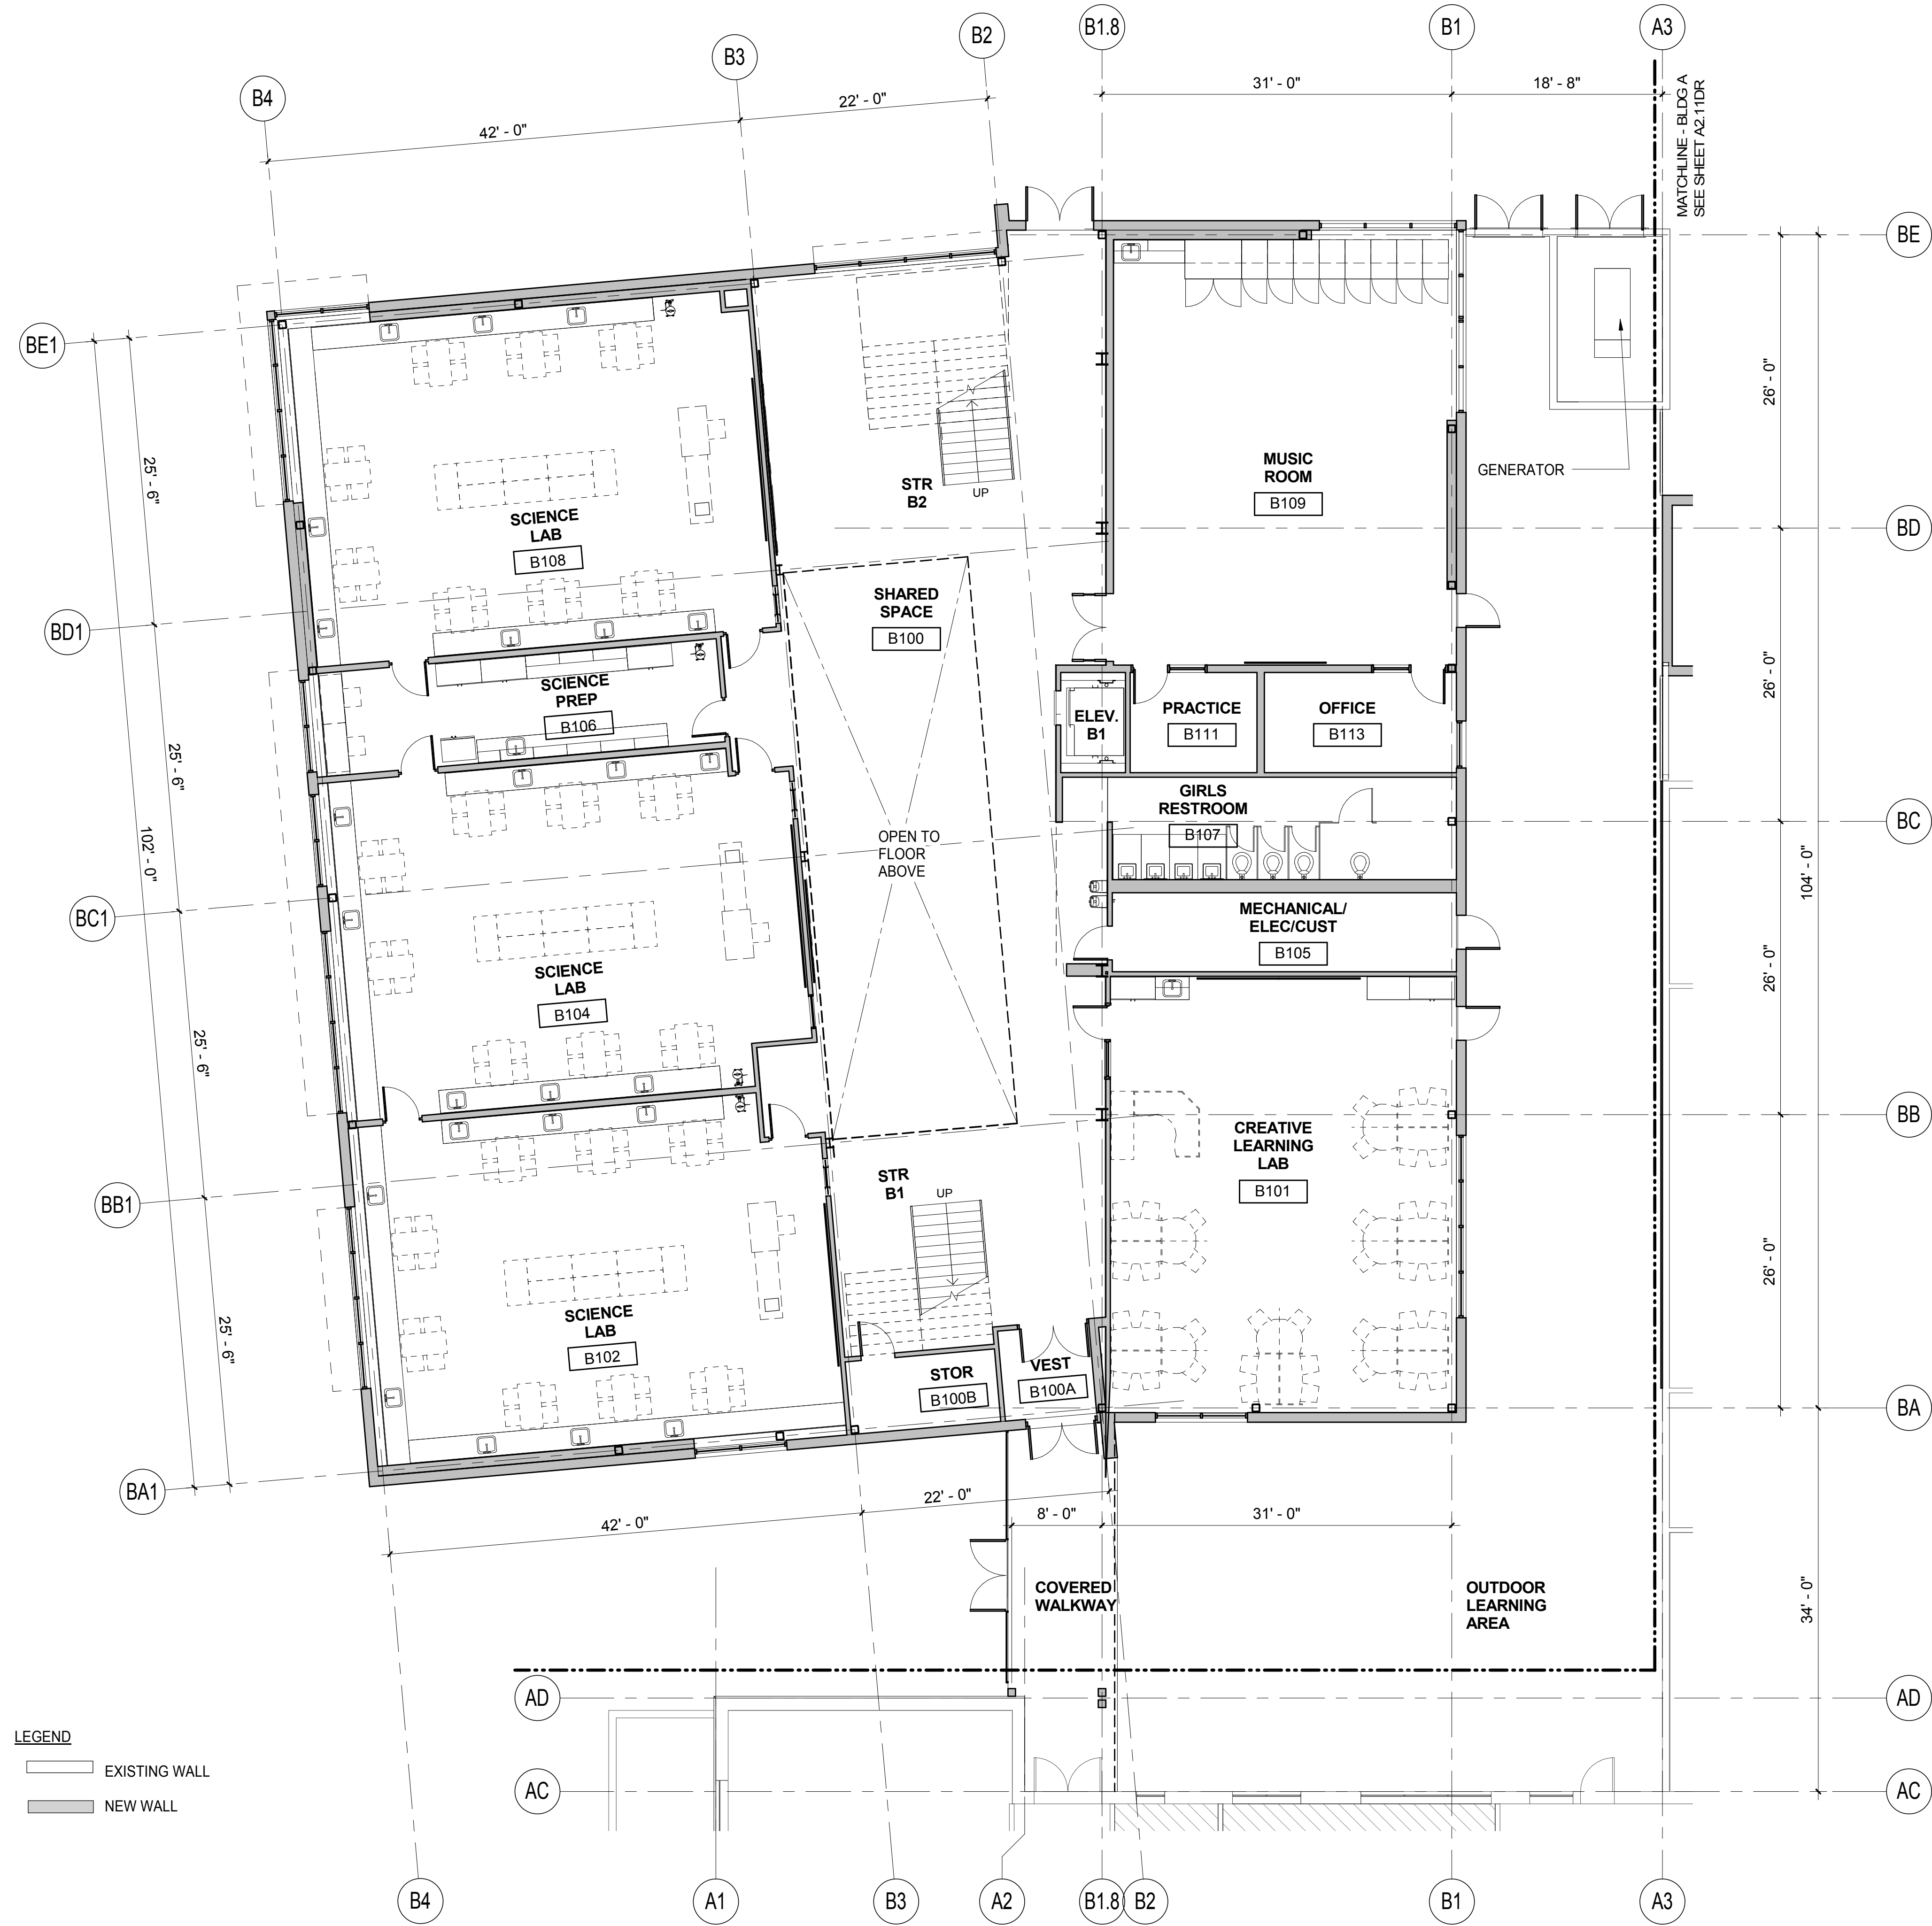 B4
B3
B2
B1.8
B1
A3
42' - 0"
22' - 0"
31' - 0"
18' - 8"
MATCHLINE - BLDG A
SEE SHEET A2.11DR
BE
BE1
26' - 0"
25' - 6"
GENERATOR
MUSIC
ROOM
B109
STR
B2
UP
SCIENCE
LAB
B108
BD
BD1
SHARED
SPACE
B100
26' - 0"
SCIENCE
PREP
B106
ELEV.
B1
PRACTICE
B111
OFFICE
B113
25' - 6"
GIRLS
RESTROOM
B107
BC
OPEN TO
FLOOR
ABOVE
102' - 0"
104' - 0"
BC1
MECHANICAL/
ELEC/CUST
B105
SCIENCE
LAB
B104
26' - 0"
25' - 6"
BB
CREATIVE
LEARNING
LAB
B101
BB1
STR
B1
UP
26' - 0"
SCIENCE
LAB
B102
25' - 6"
STOR
B100B
VEST
B100A
BA
BA1
42' - 0"
22' - 0"
8' - 0"
31' - 0"
COVERED
WALKWAY
OUTDOOR
LEARNING
AREA
34' - 0"
AD
AD
LEGEND
EXISTING WALL
NEW WALL
AC
AC
B4
A1
B3
A2
B1.8
B2
B1
A3